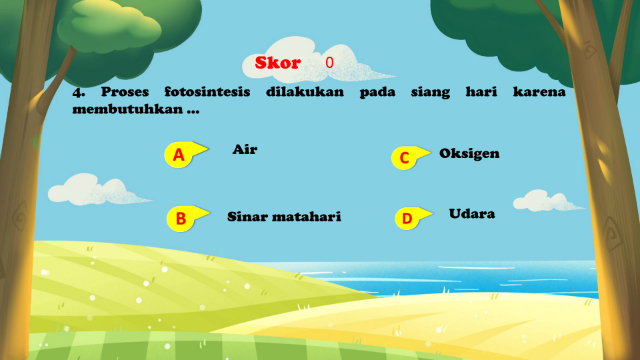 Skor 0
4. Proses fotosintesis dilakukan pada siang hari karena
membutuhkan ...
A Air
C Oksigen
B Sinar matahari
D Udara